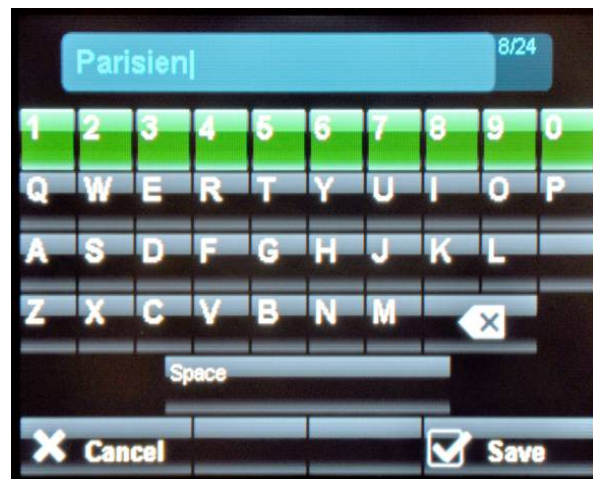 Parisien
8/24
1 2 3 4 5 6 7 8 9 0
Q W E R T Y U I O P
A S D F G H J K L
Z X C V B N M
Space
Cancel Save